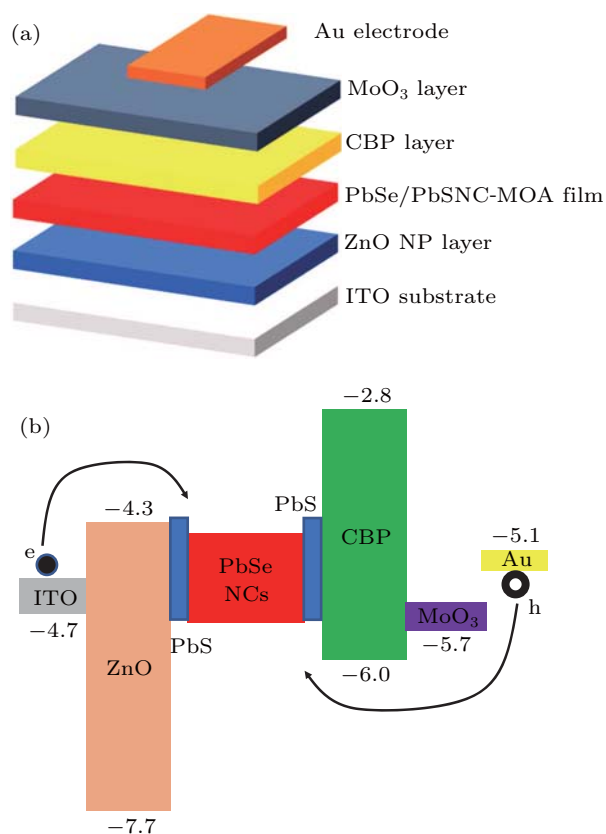 (a)
Au electrode
MoO₃ layer
CBP layer
PbSe/PbSNC-MOA film
ZnO NP layer
ITO substrate
(b)
−2.8
−4.3
PbS
−5.1
e
CBP
Au
PbSe
NCs
ITO
h
−4.7
MoO₃
PbS
−5.7
ZnO
−6.0
−7.7